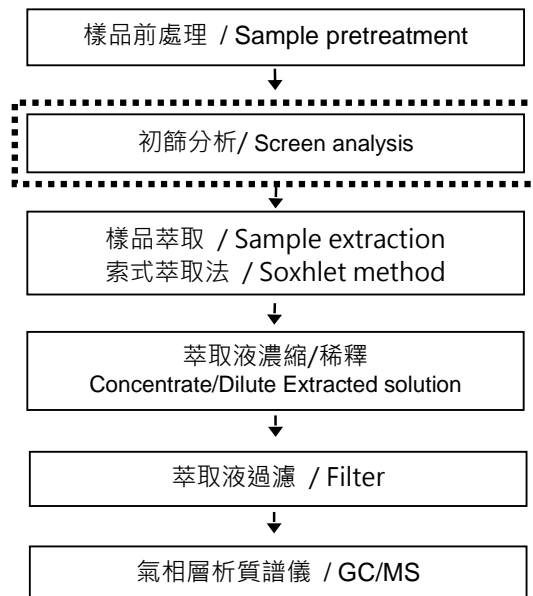 樣品前處理 / Sample pretreatment
初篩分析/ Screen analysis
樣品萃取 / Sample extraction
索式萃取法 / Soxhlet method
萃取液濃縮/稀釋
Concentrate/Dilute Extracted solution
萃取液過濾 / Filter
氣相層析質譜儀 / GC/MS